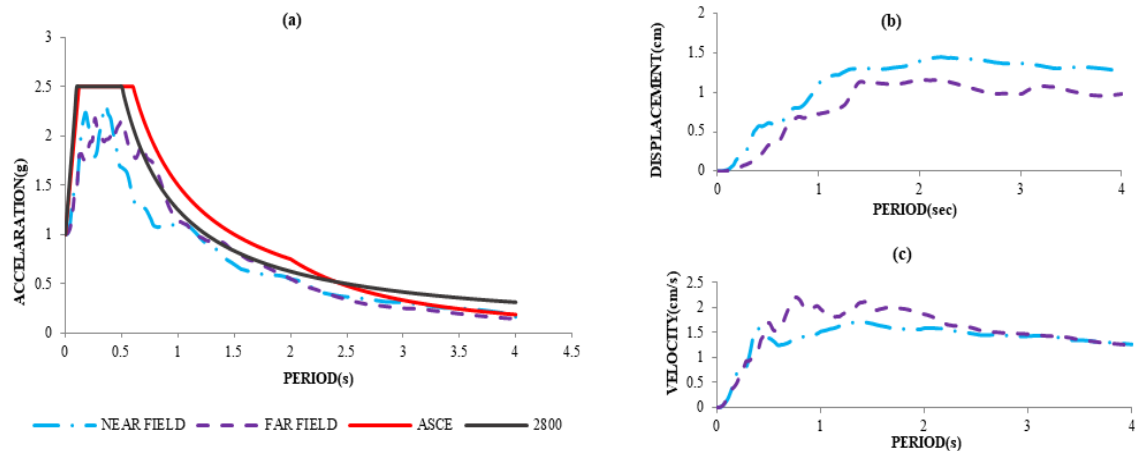 (a)
3
2.5
2
1.5
1
0.5
0
ACCELARATION(g)
0 0.5 1 1.5 2 2.5 3 3.5 4 4.5
PERIOD(s)
NEAR FIELD FAR FIELD ASCE 2800
(b)
2
1.5
1
0.5
0
DISPLACEMENT(cm)
0 1 2 3 4
PERIOD(sec)
(c)
2.5
2
1.5
1
0.5
0
VELOCITY(cm/s)
0 1 2 3 4
PERIOD(s)